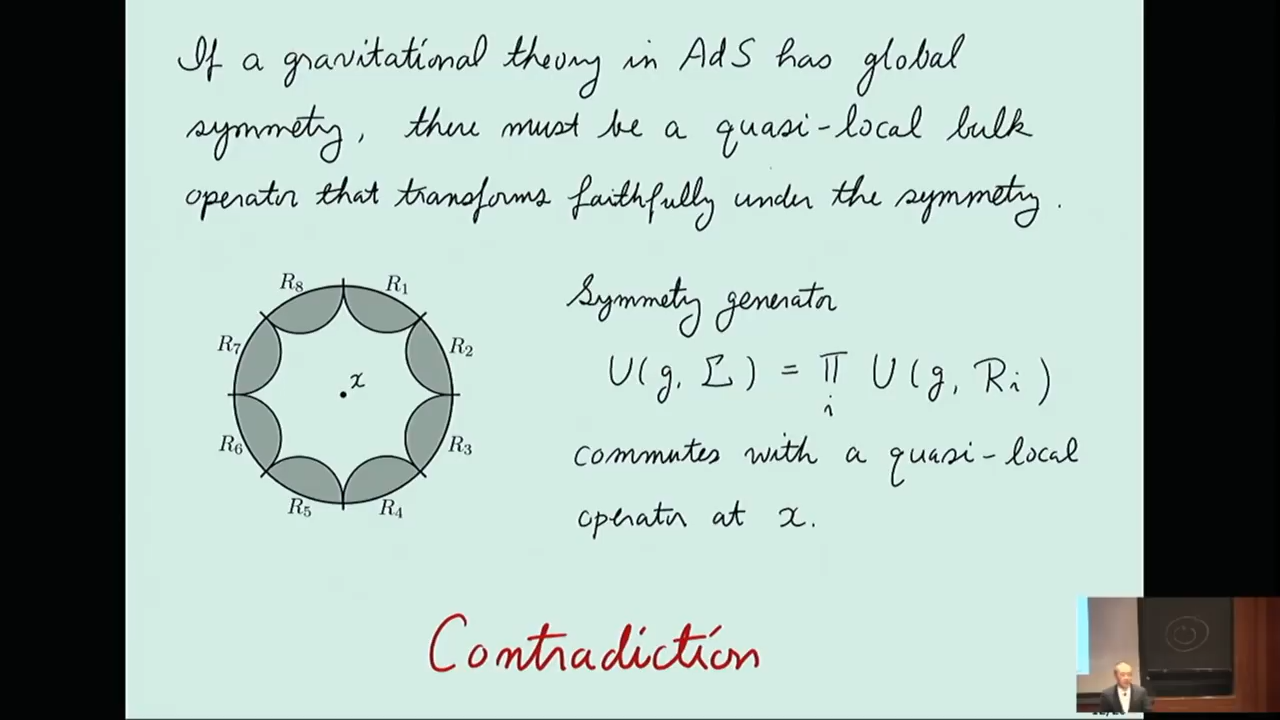 If a gravitational theory in AdS has global
symmetry, there must be a quasi-local bulk
operator that transforms faithfully under the symmetry.
R8
R1
R7
R2
x
R6
R3
R5
R4
Symmety generator
U(g, Σ) = Π U(g, Ri)
i
commutes with a quasi-local
operator at x.
Contradiction